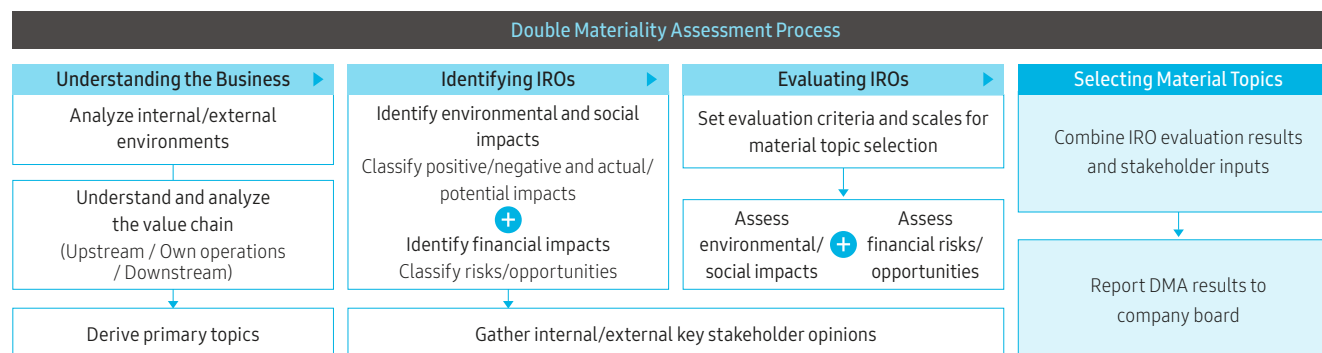 Double Materiality Assessment Process
Understanding the Business
Analyze internal/external
environments
Understand and analyze
the value chain
(Upstream / Own operations
/ Downstream)
Derive primary topics
Identifying IROs
Identify environmental and social
impacts
Classify positive/negative and actual/
potential impacts
+
Identify financial impacts
Classify risks/opportunities
Evaluating IROs
Set evaluation criteria and scales for
material topic selection
Assess
environmental/
social impacts
+
Assess
financial risks/
opportunities
Gather internal/external key stakeholder opinions
Selecting Material Topics
Combine IRO evaluation results
and stakeholder inputs
Report DMA results to
company board